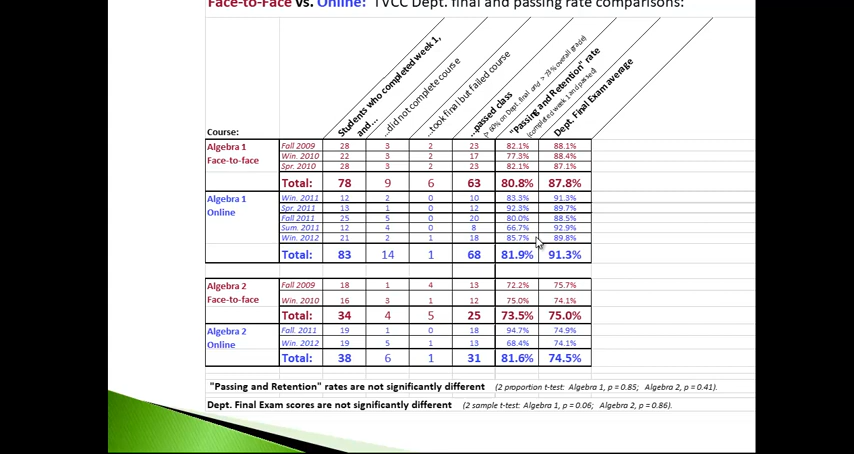 Face-to-Face vs. Online: TVCC Dept. final and passing rate comparisons:
Course:
Students who completed week 1, and...
...did not complete course
...took final but failed course
...passed class
(> 60% on Dept. final and > 73% overall grade)
"Passing and Retention" rate
(completed week 1 and passed)
Dept. Final Exam average
Algebra 1 Fall 2009 28 3 2 23 82.1% 88.1%
Face-to-face Win. 2010 22 3 2 17 77.3% 88.4%
Spr. 2010 28 3 2 23 82.1% 87.1%
Total: 78 9 6 63 80.8% 87.8%
Algebra 1 Win. 2011 12 2 0 10 83.3% 91.3%
Online Spr. 2011 13 1 0 12 92.3% 89.7%
Fall 2011 25 5 0 20 80.0% 88.5%
Sum. 2011 12 4 0 8 66.7% 92.9%
Win. 2012 21 2 1 18 85.7% 89.8%
Total: 83 14 1 68 81.9% 91.3%
Algebra 2 Fall 2009 18 1 4 13 72.2% 75.7%
Face-to-face Win. 2010 16 3 1 12 75.0% 74.1%
Total: 34 4 5 25 73.5% 75.0%
Algebra 2 Fall. 2011 19 1 0 18 94.7% 74.9%
Online Win. 2012 19 5 1 13 68.4% 74.1%
Total: 38 6 1 31 81.6% 74.5%
"Passing and Retention" rates are not significantly different (2 proportion t-test: Algebra 1, p = 0.85; Algebra 2, p = 0.41).
Dept. Final Exam scores are not significantly different (2 sample t-test: Algebra 1, p = 0.06; Algebra 2, p = 0.86).